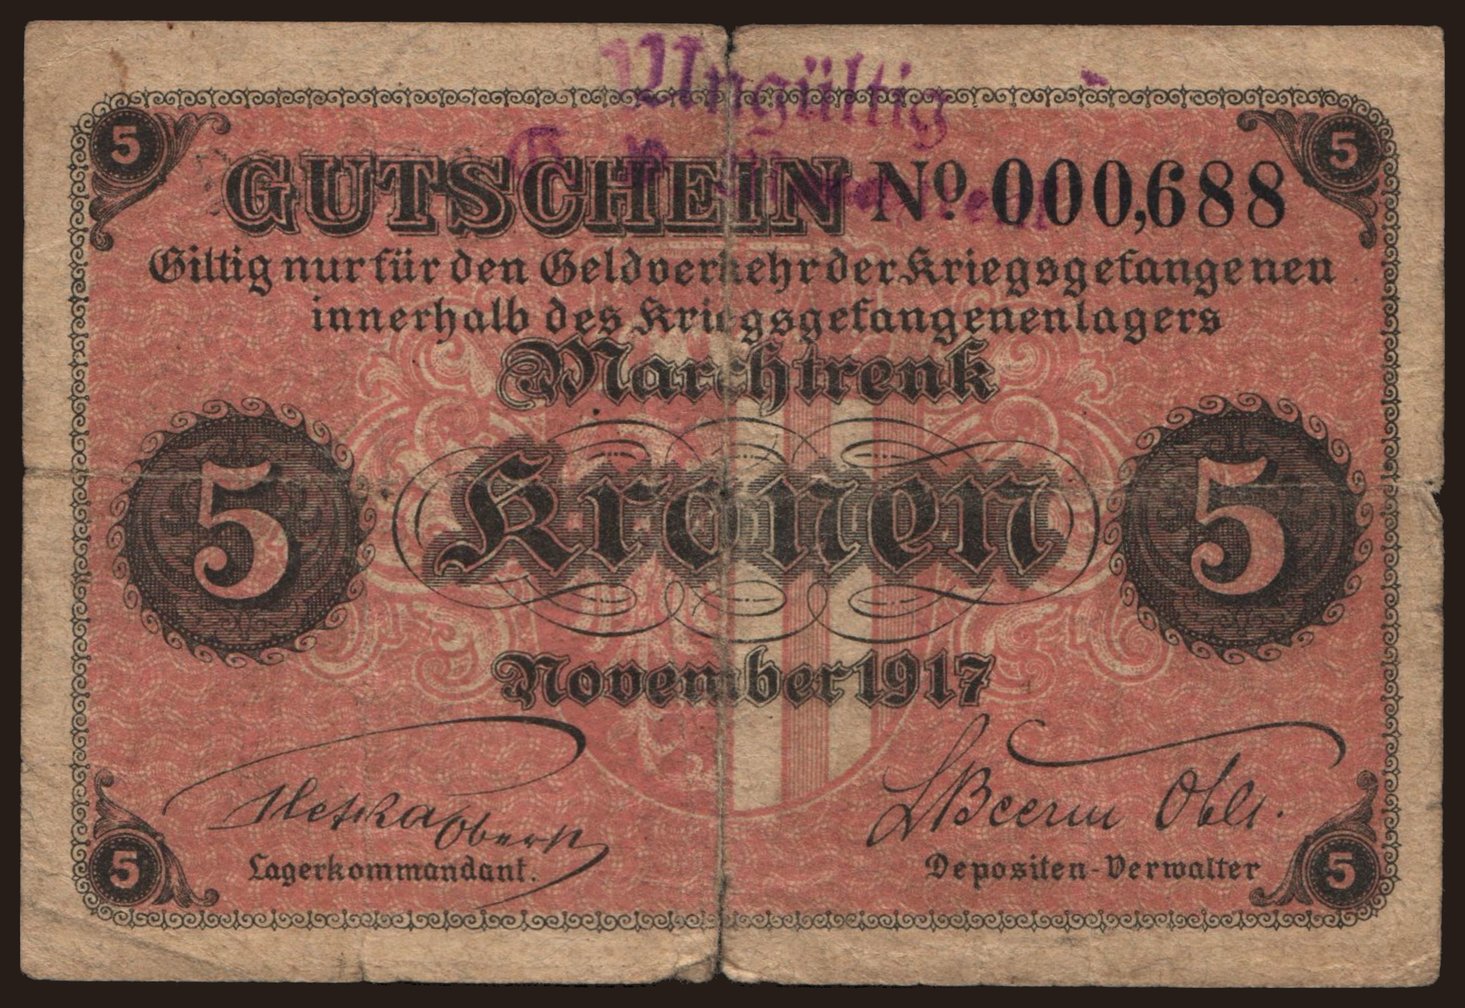 Ungültig
5 5
GUTSCHEIN No. 000,688
Giltig nur für den Geldverkehr der Kriegsgefangenen
innerhalb des Kriegsgefangenenlagers
Marchtrenk
5 Kronen 5
November 1917
Oberst
Lagerkommandant. Depositen-Verwalter
5 5